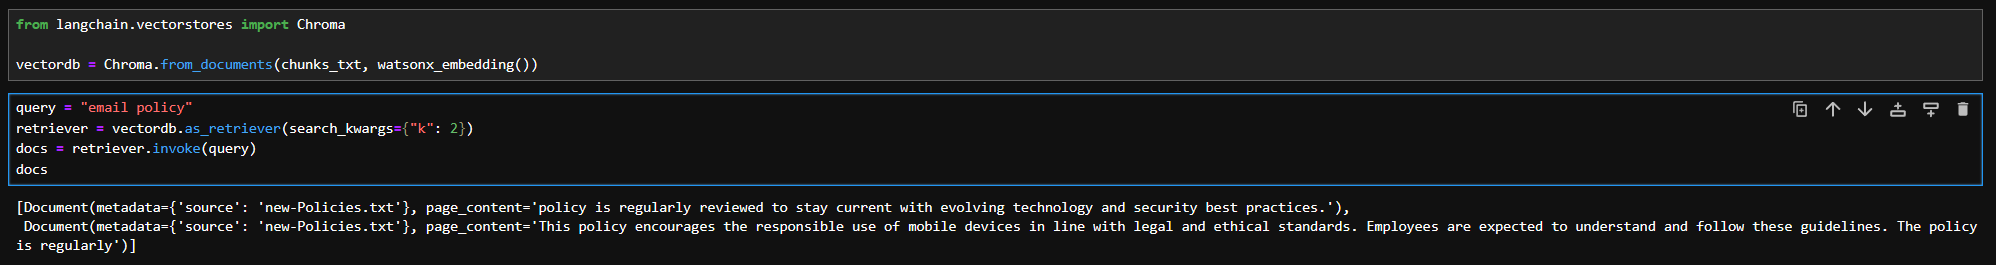 from langchain.vectorstores import Chroma
vectordb = Chroma.from_documents(chunks_txt, watsonx_embedding())
query = "email policy"
retriever = vectordb.as_retriever(search_kwargs={"k": 2})
docs = retriever.invoke(query)
docs
[Document(metadata={'source': 'new-Policies.txt'}, page_content='policy is regularly reviewed to stay current with evolving technology and security best practices.'),
 Document(metadata={'source': 'new-Policies.txt'}, page_content='This policy encourages the responsible use of mobile devices in line with legal and ethical standards. Employees are expected to understand and follow these guidelines. The policy
is regularly')]